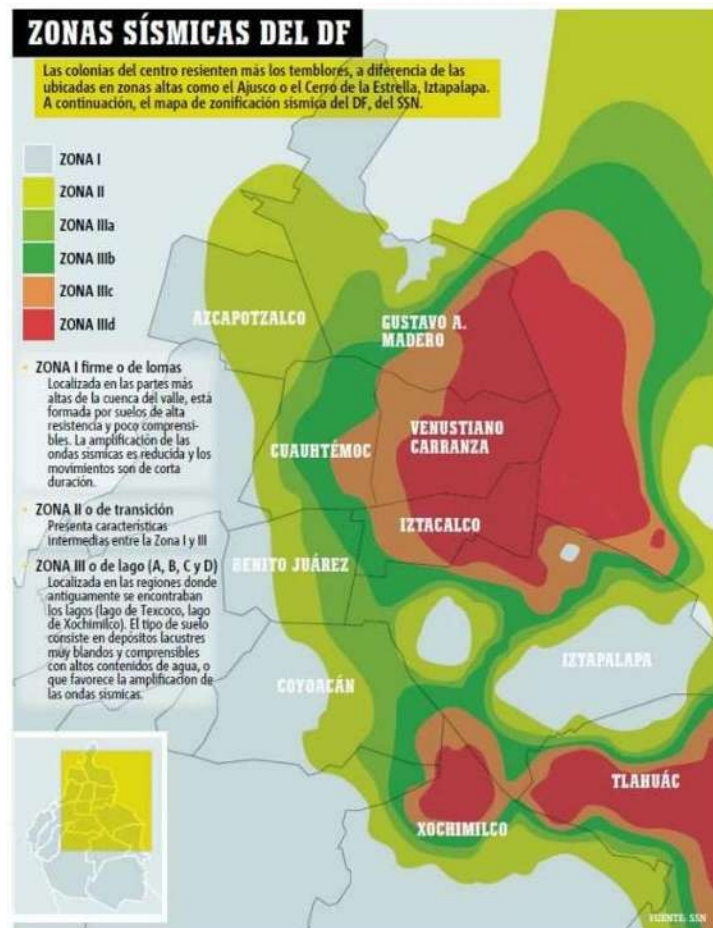 ZONAS SÍSMICAS DEL DF
Las colonias del centro resienten más los temblores, a diferencia de las
ubicadas en zonas altas como el Ajusco o el Cerro de la Estrella, Iztapalapa.
A continuación, el mapa de zonificación sísmica del DF, del SSN.
ZONA I
ZONA II
ZONA IIIa
ZONA IIIb
ZONA IIIc
ZONA IIId
ZONA I firme o de lomas
Localizada en las partes más
altas de la cuenca del valle, está
formada por suelos de alta
resistencia y poco comprensi-
bles. La amplificación de las
ondas sísmicas es reducida y los
movimientos son de corta
duración.
ZONA II o de transición
Presenta características
intermedias entre la Zona I y III
ZONA III o de lago (A, B, C y D)
Localizada en las regiones donde
antiguamente se encontraban
los lagos (lago de Texcoco, lago
de Xochimilco). El tipo de suelo
consiste en depósitos lacustres
muy blandos y comprensibles
con altos contenidos de agua, o
que favorece la amplificación de
las ondas sísmicas.
AZCAPOTZALCO
GUSTAVO A.
MADERO
CUAUHTÉMOC
VENUSTIANO
CARRANZA
IZTACALCO
BENITO JUÁREZ
IZTAPALAPA
COYOACÁN
TLAHUÁC
XOCHIMILCO
FUENTE: SSN